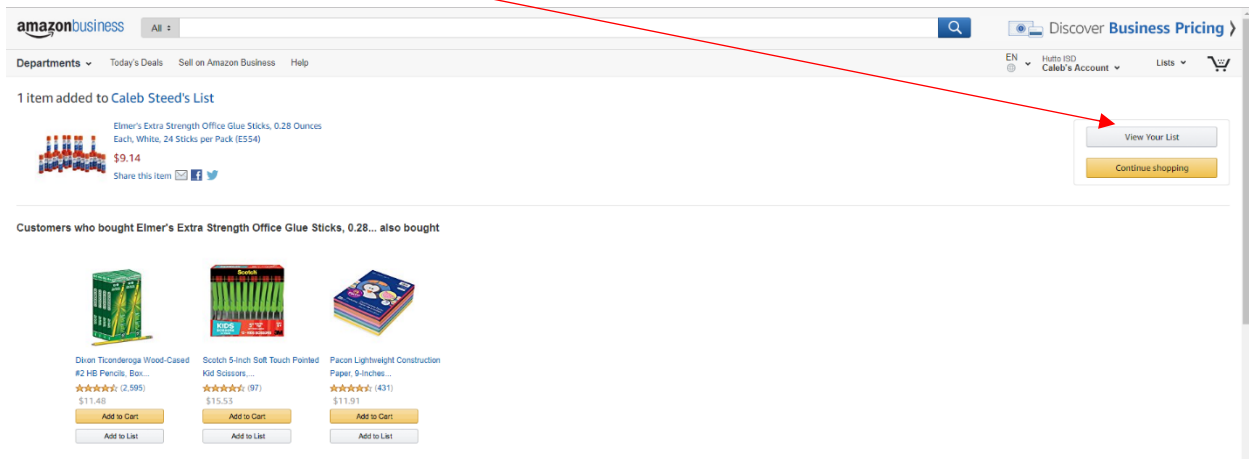 amazonbusiness All Discover Business Pricing
Departments Today's Deals Sell on Amazon Business Help EN Hutto ISD
Caleb's Account Lists
1 item added to Caleb Steed's List
Elmer's Extra Strength Office Glue Sticks, 0.28 Ounces
Each, White, 24 Sticks per Pack (E554)
$9.14
Share this item
View Your List
Continue shopping
Customers who bought Elmer's Extra Strength Office Glue Sticks, 0.28... also bought
Scotch
KIDS
Dixon Ticonderoga Wood-Cased
#2 HB Pencils, Box...
(2,595)
$11.48
Add to Cart
Add to List
Scotch 5-Inch Soft Touch Pointed
Kid Scissors,...
(97)
$15.53
Add to Cart
Add to List
Pacon Lightweight Construction
Paper, 9-Inches...
(431)
$11.91
Add to Cart
Add to List